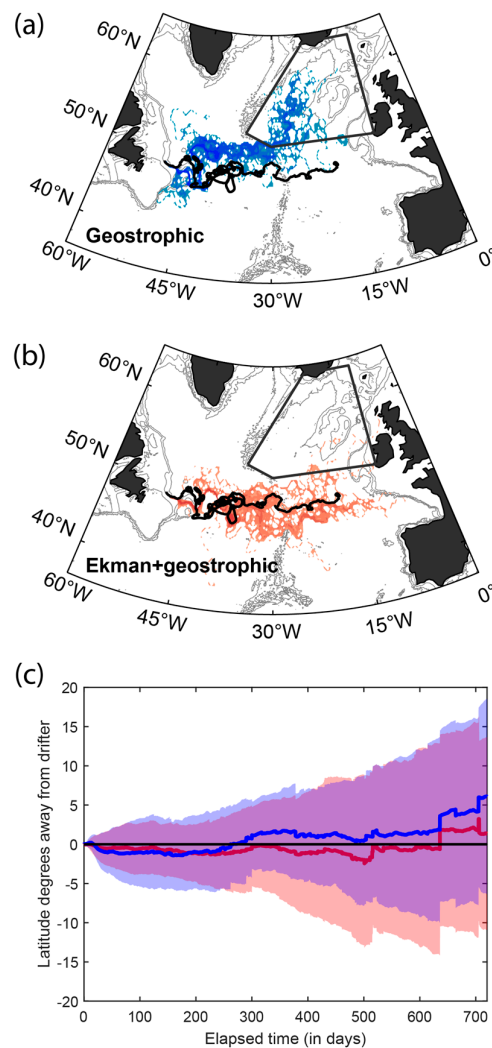 (a)
60°N
50°N
40°N
Geostrophic
60°W
45°W
30°W
15°W
0°
(b)
60°N
50°N
40°N
Ekman+geostrophic
60°W
45°W
30°W
15°W
0°
(c)
20
15
10
5
0
-5
-10
-15
-20
Latitude degrees away from drifter
0 100 200 300 400 500 600 700
Elapsed time (in days)